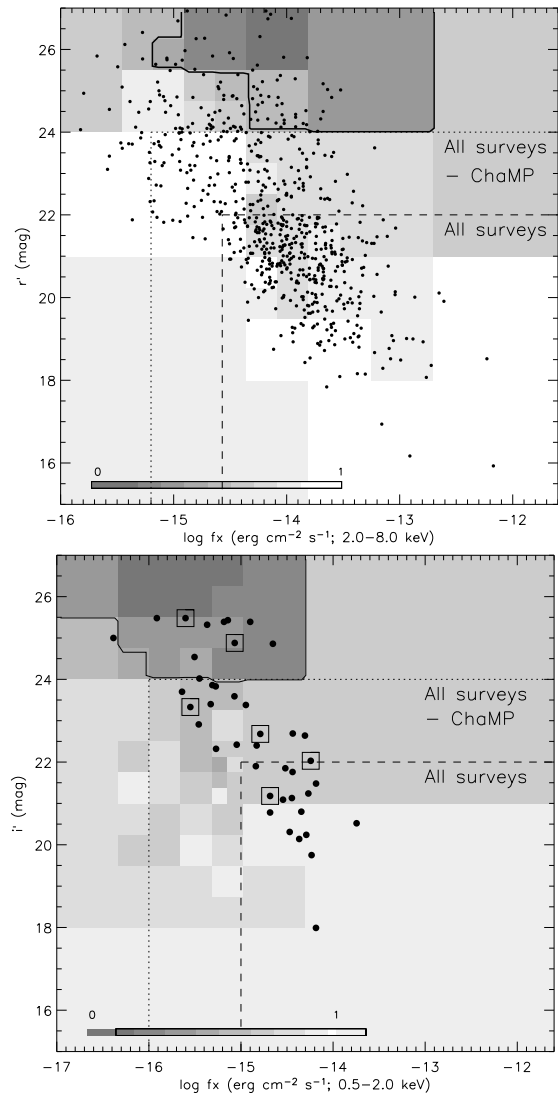 26
24
22
20
18
16
r' (mag)
All surveys
– ChaMP
All surveys
0 1
−16 −15 −14 −13 −12
log fx (erg cm⁻² s⁻¹; 2.0−8.0 keV)
26
24
22
20
18
16
i' (mag)
All surveys
– ChaMP
All surveys
0 1
−17 −16 −15 −14 −13 −12
log fx (erg cm⁻² s⁻¹; 0.5−2.0 keV)